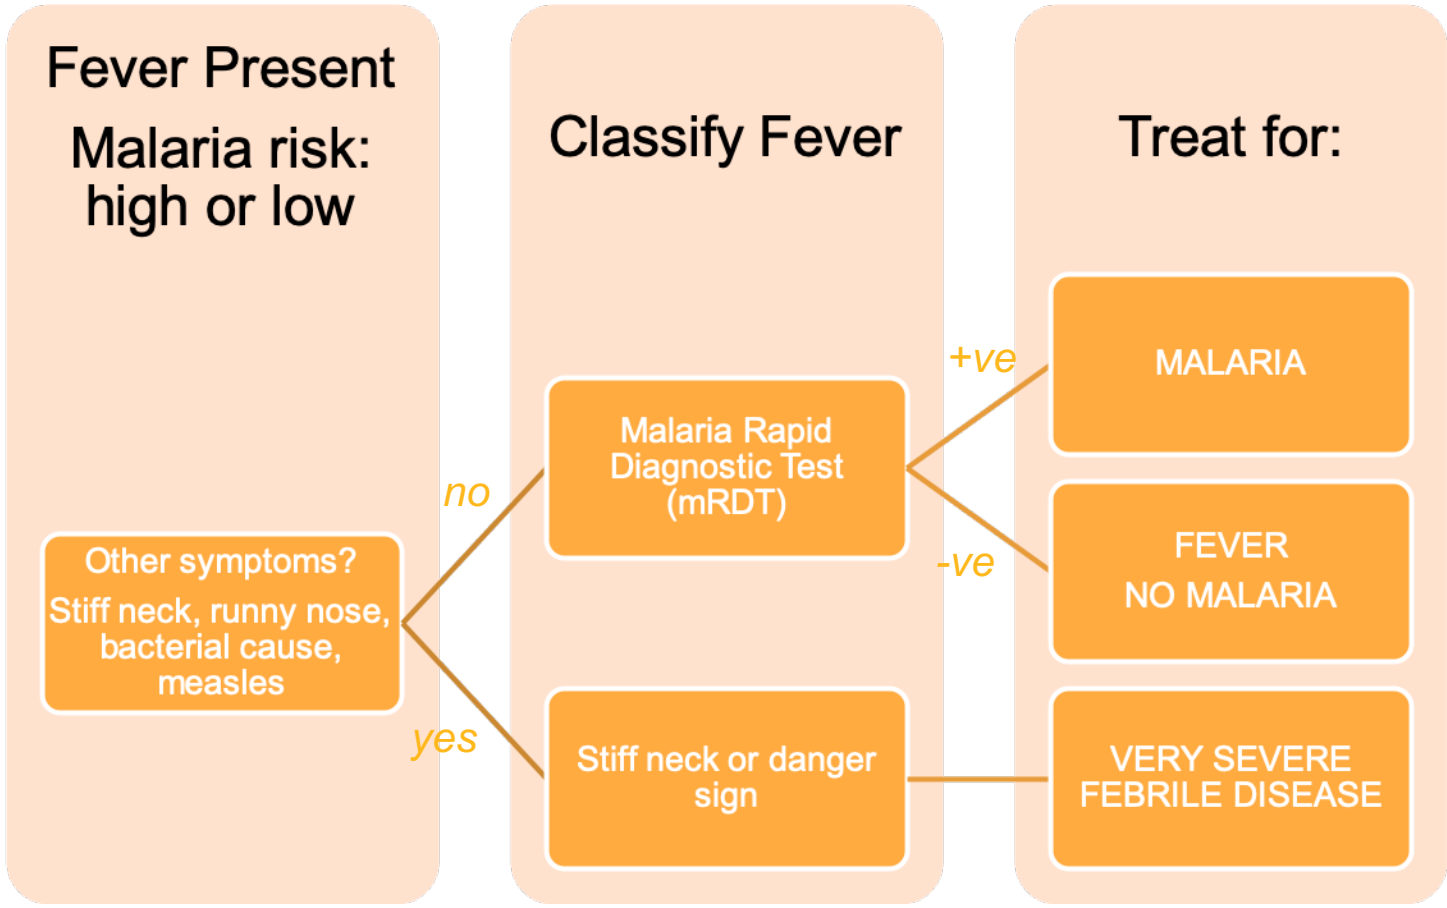 Fever Present
Malaria risk:
high or low
Other symptoms?
Stiff neck, runny nose,
bacterial cause,
measles
no
yes
Classify Fever
Malaria Rapid
Diagnostic Test
(mRDT)
Stiff neck or danger
sign
+ve
-ve
Treat for:
MALARIA
FEVER
NO MALARIA
VERY SEVERE
FEBRILE DISEASE